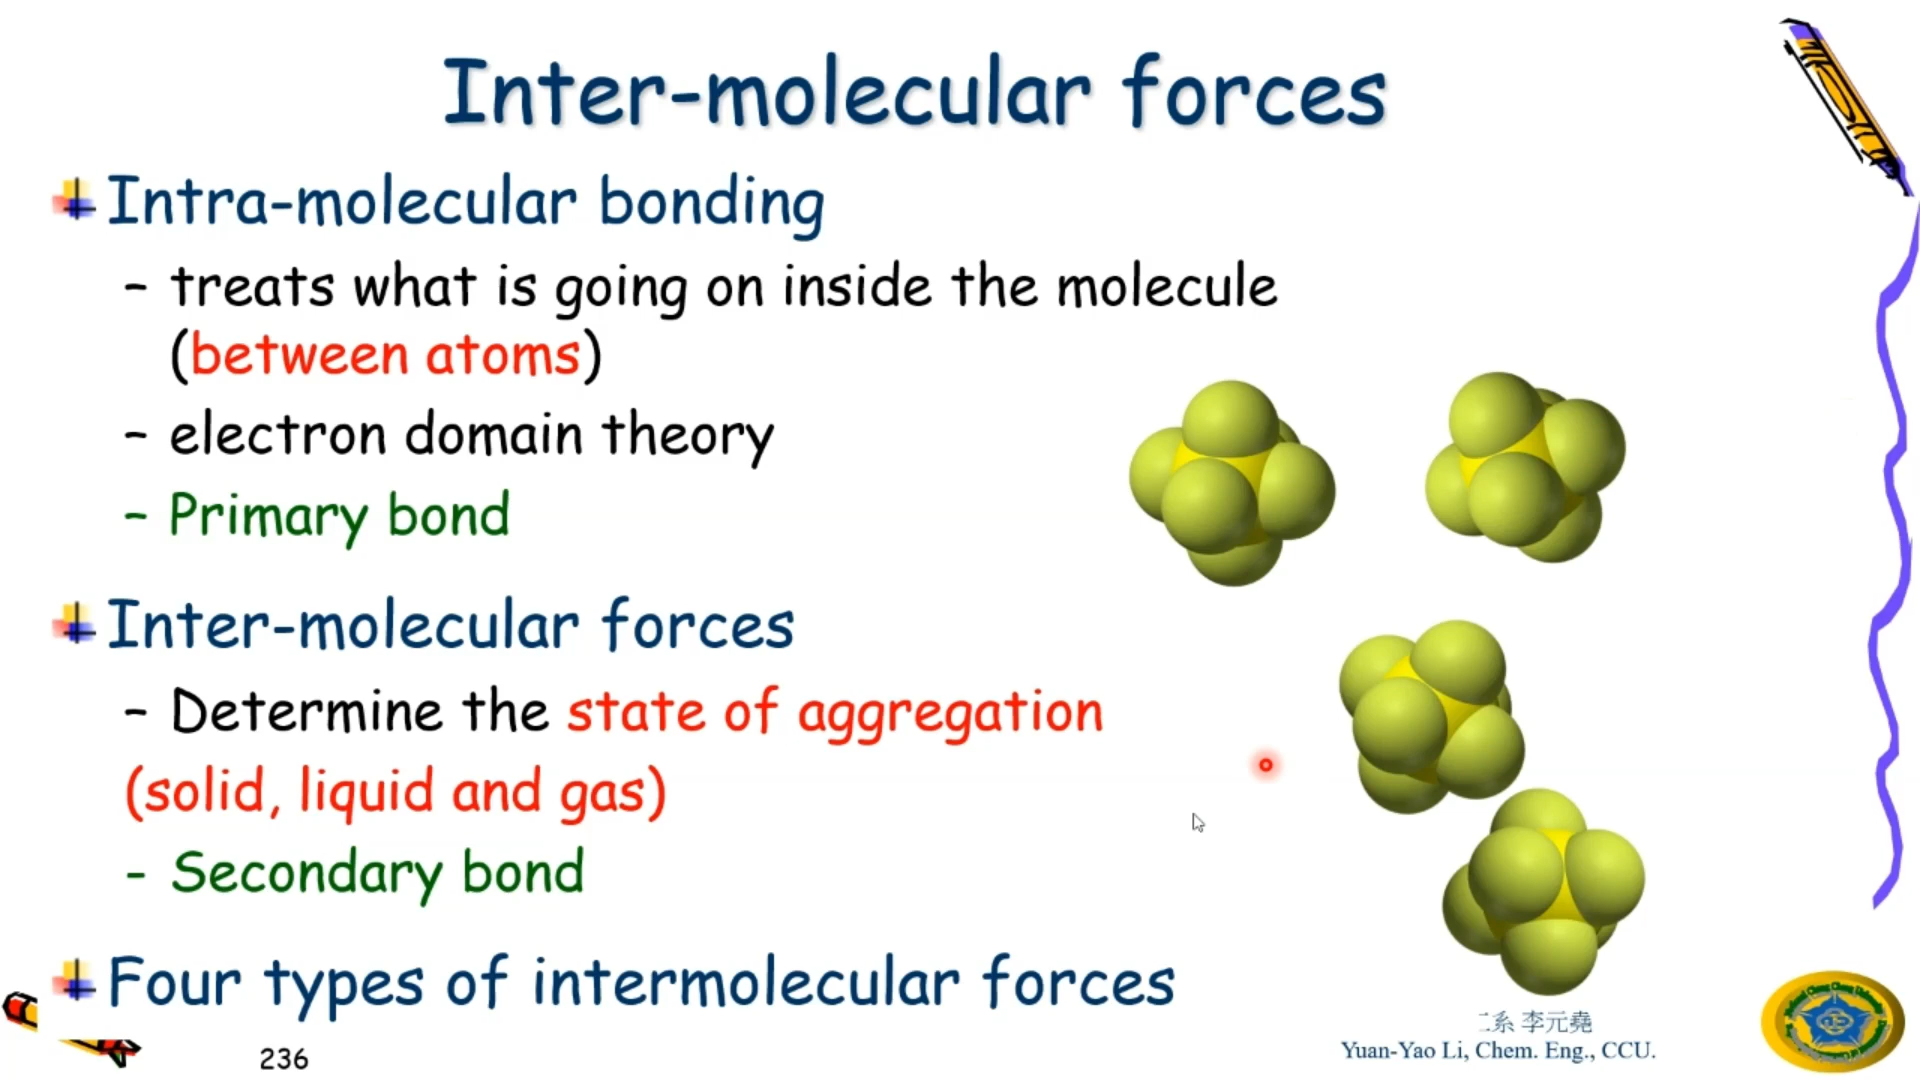 Inter-molecular forces
Intra-molecular bonding
– treats what is going on inside the molecule
(between atoms)
– electron domain theory
– Primary bond
Inter-molecular forces
– Determine the state of aggregation
(solid, liquid and gas)
- Secondary bond
Four types of intermolecular forces
系 李元堯
Yuan-Yao Li, Chem. Eng., CCU.
236